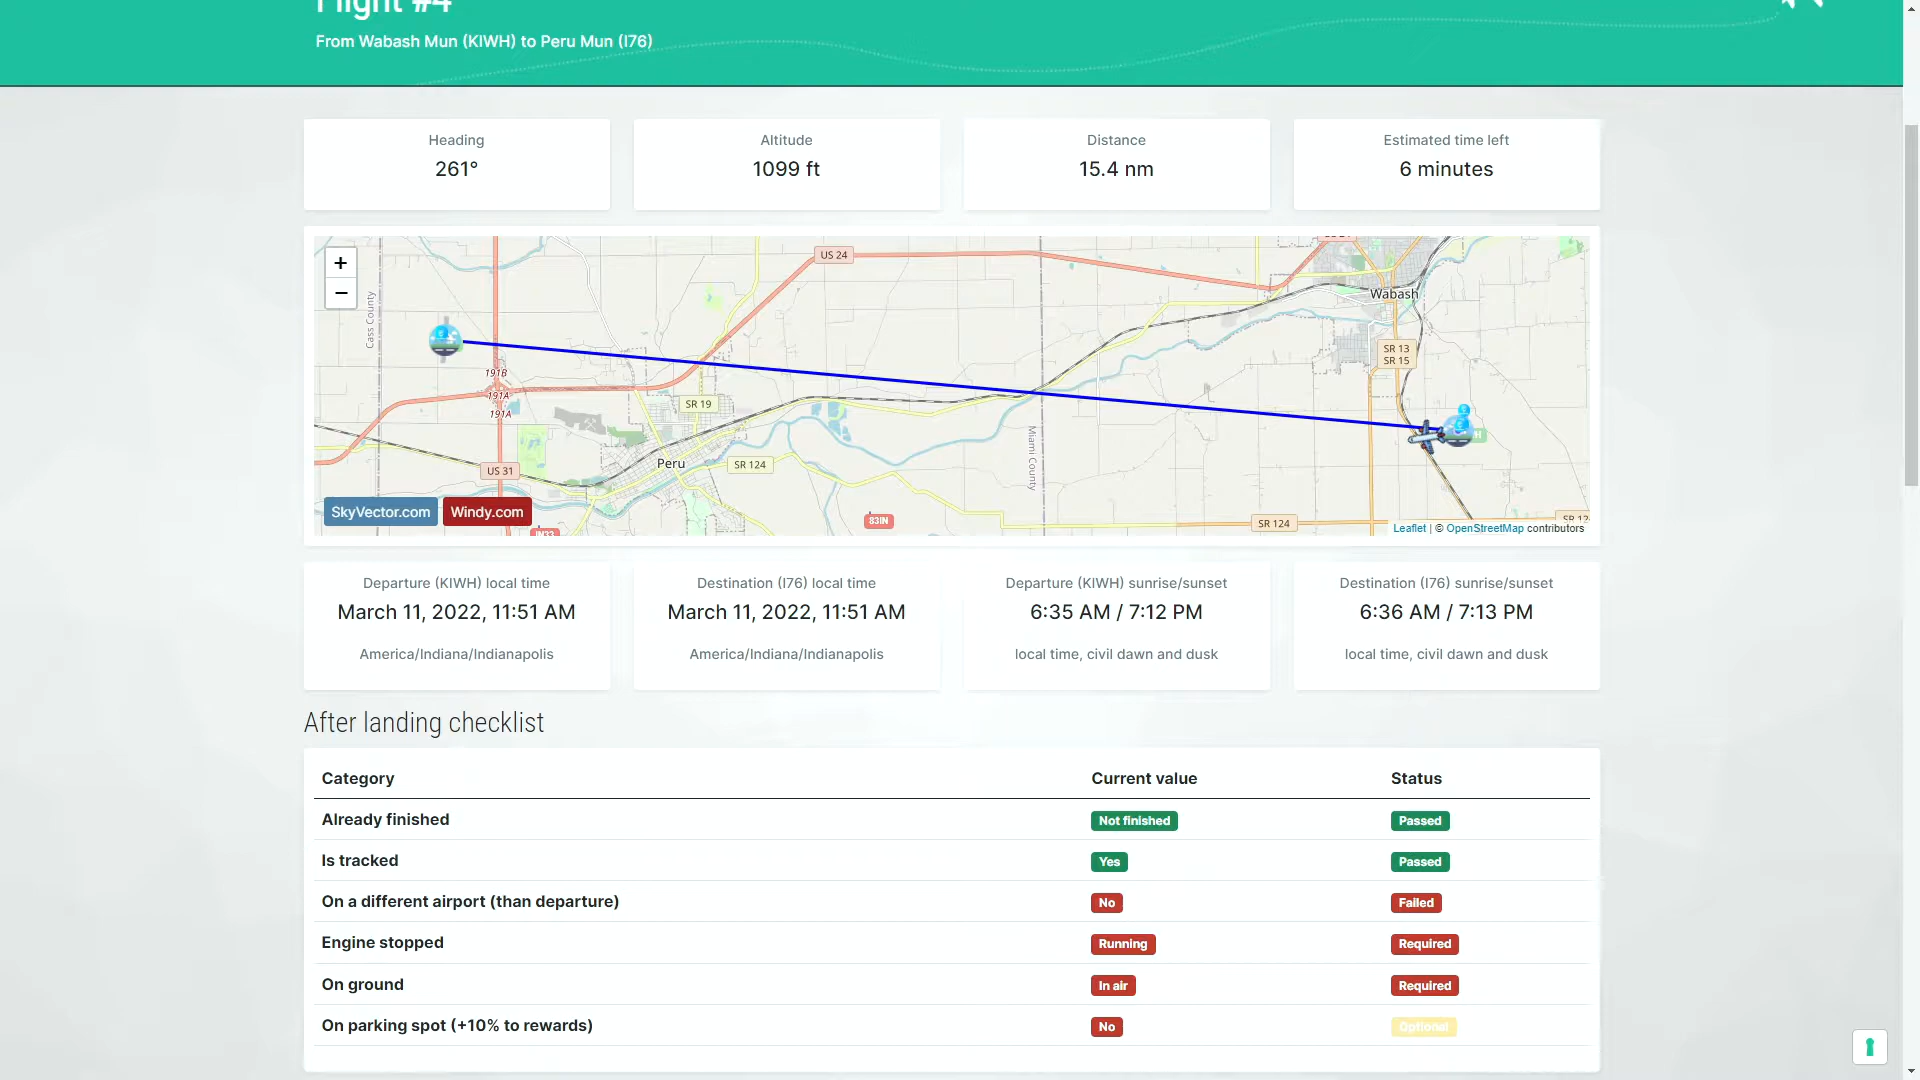 Flight #4
From Wabash Mun (KIWH) to Peru Mun (I76)
Heading
261°
Altitude
1099 ft
Distance
15.4 nm
Estimated time left
6 minutes
+
−
US 24
Wabash
Cass County
SR 13
SR 15
191B
191A
191A
SR 19
Miami County
Peru
SR 124
US 31
SkyVector.com
Windy.com
83IN
SR 124
Leaflet | © OpenStreetMap contributors
Departure (KIWH) local time
March 11, 2022, 11:51 AM
America/Indiana/Indianapolis
Destination (I76) local time
March 11, 2022, 11:51 AM
America/Indiana/Indianapolis
Departure (KIWH) sunrise/sunset
6:35 AM / 7:12 PM
local time, civil dawn and dusk
Destination (I76) sunrise/sunset
6:36 AM / 7:13 PM
local time, civil dawn and dusk
After landing checklist
Category Current value Status
Already finished Not finished Passed
Is tracked Yes Passed
On a different airport (than departure) No Failed
Engine stopped Running Required
On ground In air Required
On parking spot (+10% to rewards) No Optional